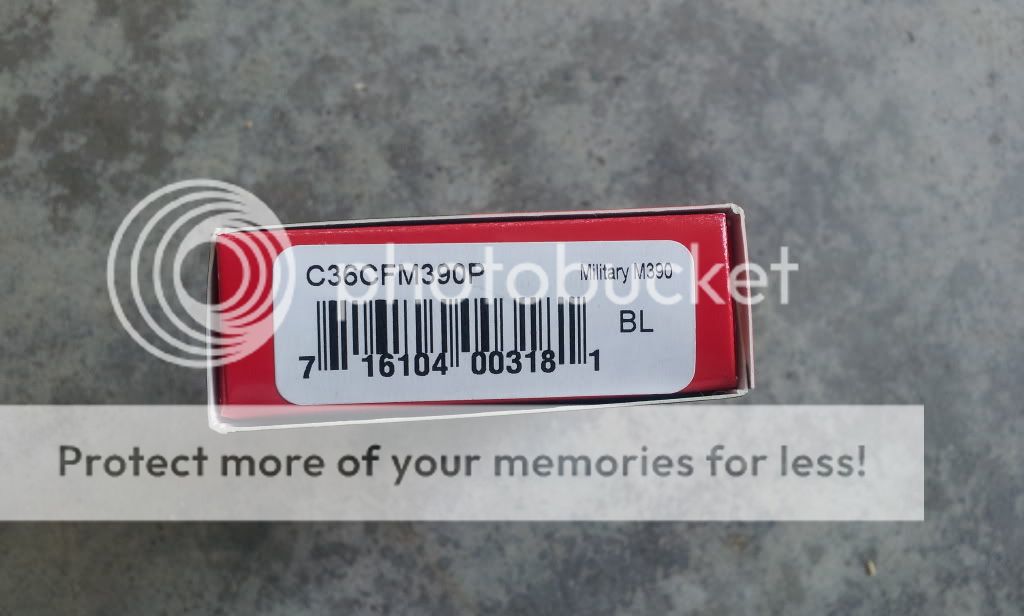 C36CFM390P
Military M390
BL
7 16104 00318 1
photobucket
Protect more of your memories for less!